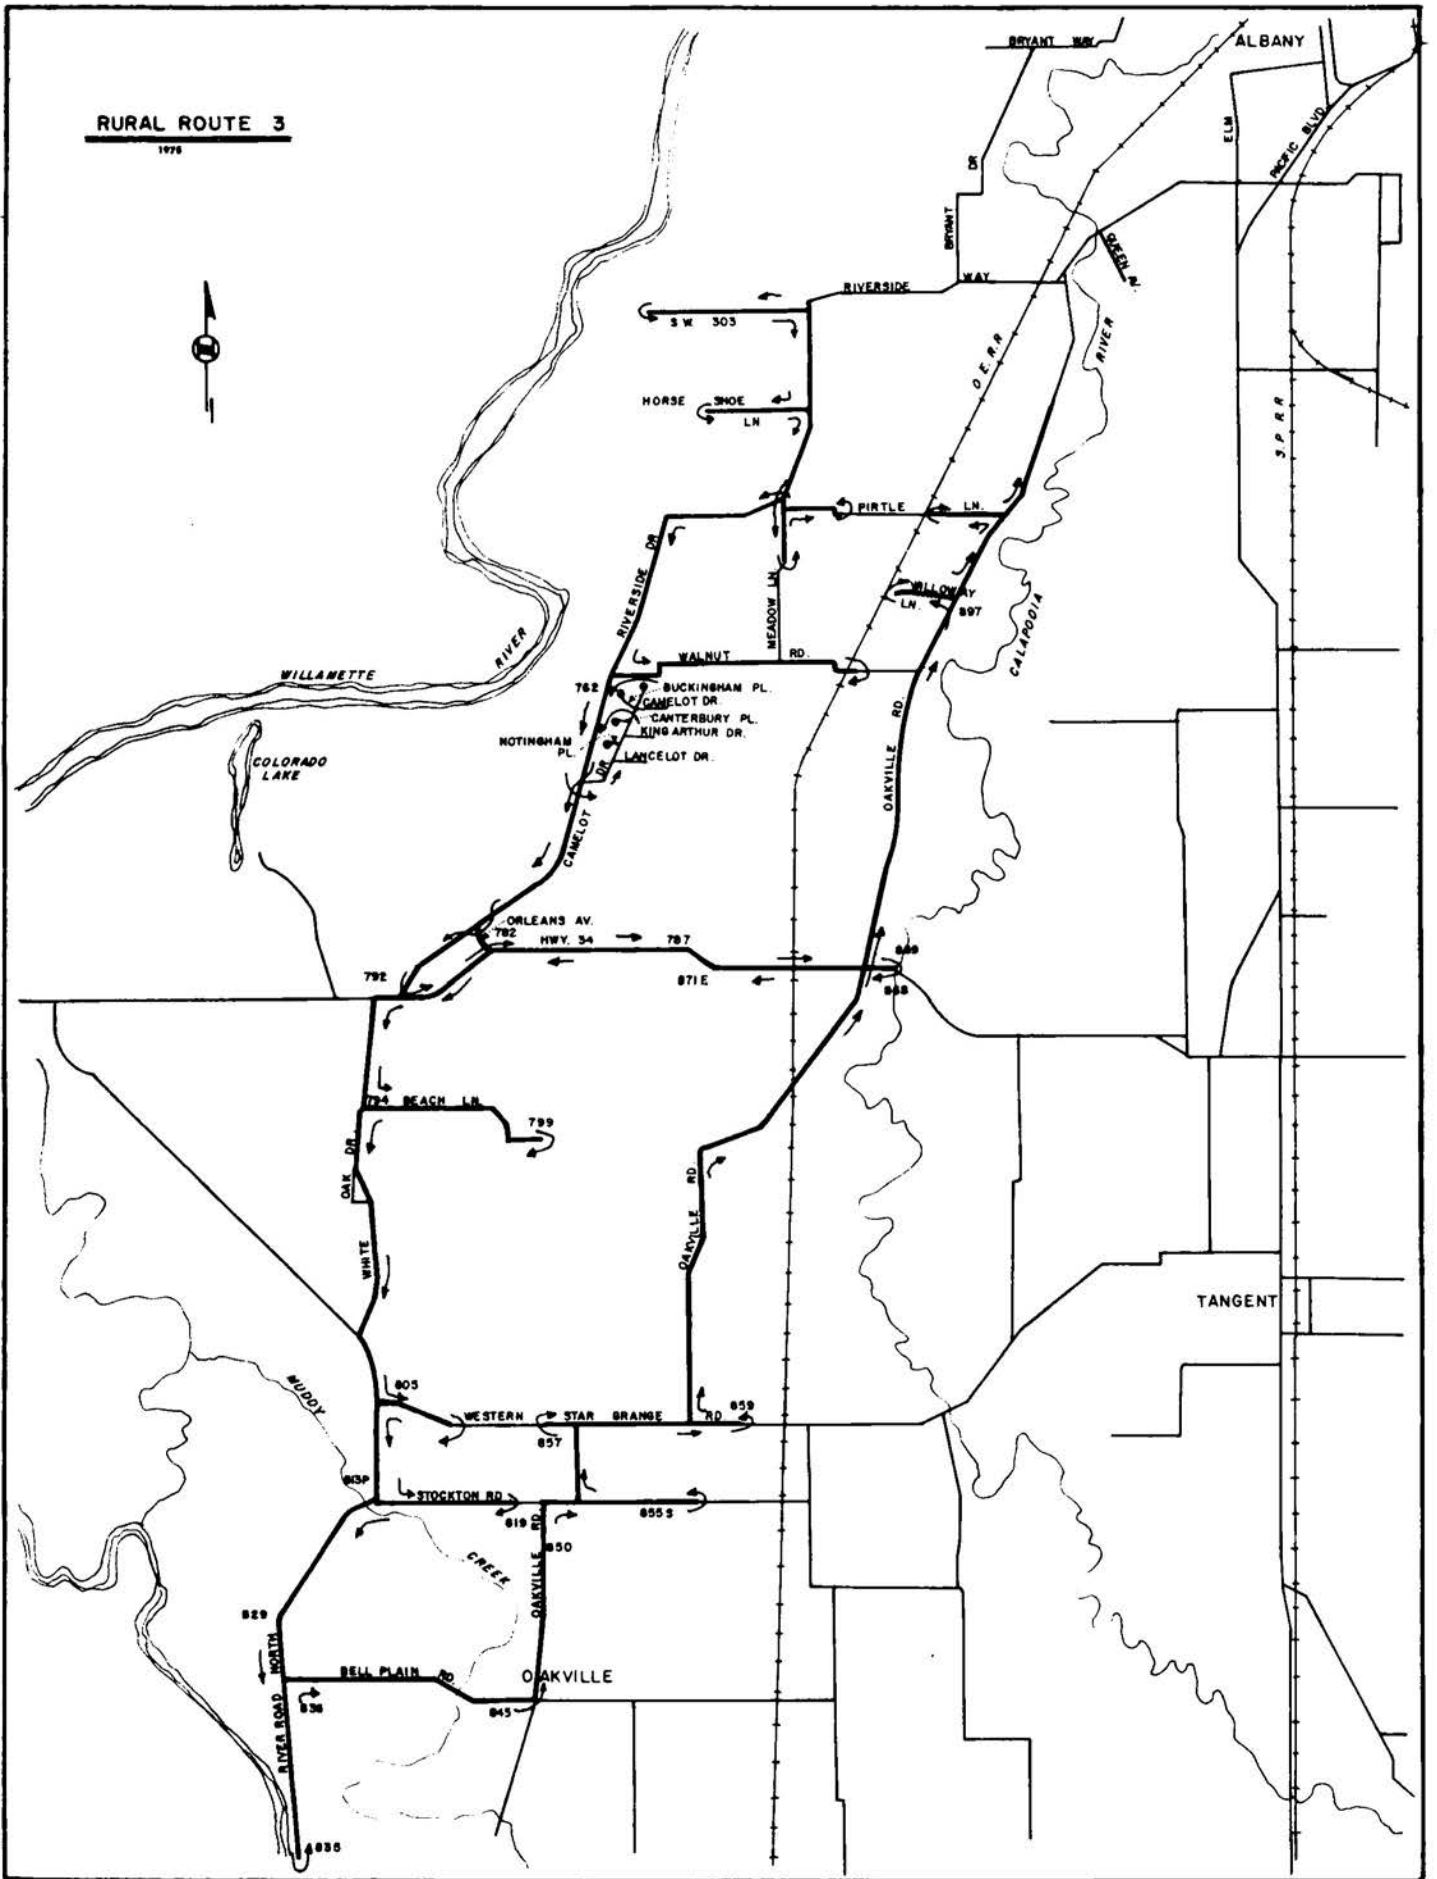 BRYANT WAY
ALBANY
RURAL ROUTE 3
1975
ELM
PACIFIC BLVD.
BRYANT DR
QUEEN AV.
RIVERSIDE WAY
S W 303
O E. R. R
RIVER
HORSE SHOE
LN
S. P. R. R
PIRTLE LN.
RIVERSIDE DR
MEADOW LN.
WILLOWAY
LN.
897
CALAPOOIA
WALNUT RD.
WILLAMETTE RIVER
762
BUCKINGHAM PL.
CAMELOT DR.
CANTERBURY PL.
KING ARTHUR DR.
NOTINGHAM
PL.
LANCELOT DR.
OAKVILLE RD.
COLORADO
LAKE
CAMELOT DR
ORLEANS AV.
782
HWY. 34
787
792
871 E
869
868
794
BEACH LN.
799
OAK DR.
WHITE
OAKVILLE RD.
TANGENT
MUDDY
805
WESTERN STAR GRANGE RD.
859
857
813P
STOCKTON RD
819
855 S
OAKVILLE RD
850
CREEK
829
RIVER ROAD NORTH
BELL PLAIN RD
OAKVILLE
836
845
835